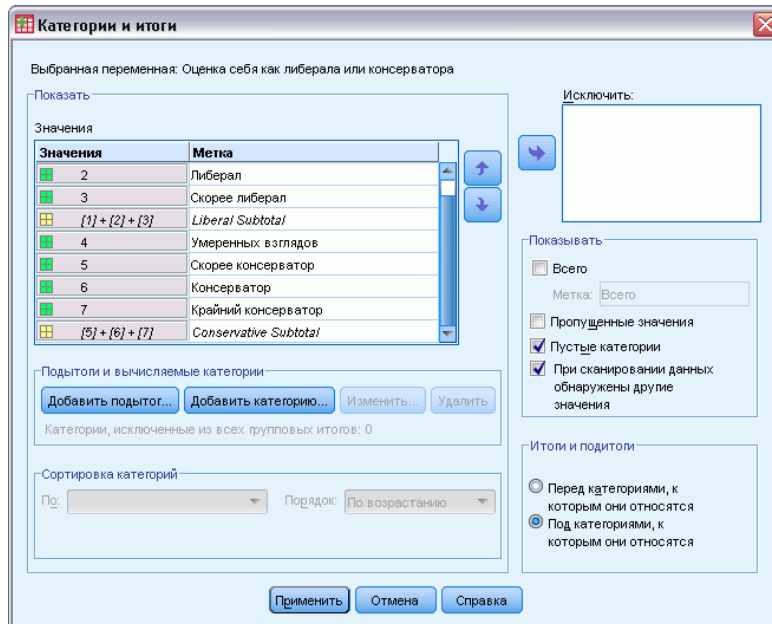 Категории и итоги
Выбранная переменная: Оценка себя как либерала или консерватора
Показать
Значения
Значения Метка
2 Либерал
3 Скорее либерал
[1] + [2] + [3] Liberal Subtotal
4 Умеренных взглядов
5 Скорее консерватор
6 Консерватор
7 Крайний консерватор
[5] + [6] + [7] Conservative Subtotal
Подытоги и вычисляемые категории
Добавить подытог... Добавить категорию... Изменить... Удалить
Категории, исключенные из всех групповых итогов: 0
Сортировка категорий
По: Порядок: По возрастанию
Исключить:
Показывать
Всего
Метка: Всего
Пропущенные значения
Пустые категории
При сканировании данных
обнаружены другие
значения
Итоги и подитоги
Перед категориями, к
которым они относятся
Под категориями, к
которым они относятся
Применить Отмена Справка